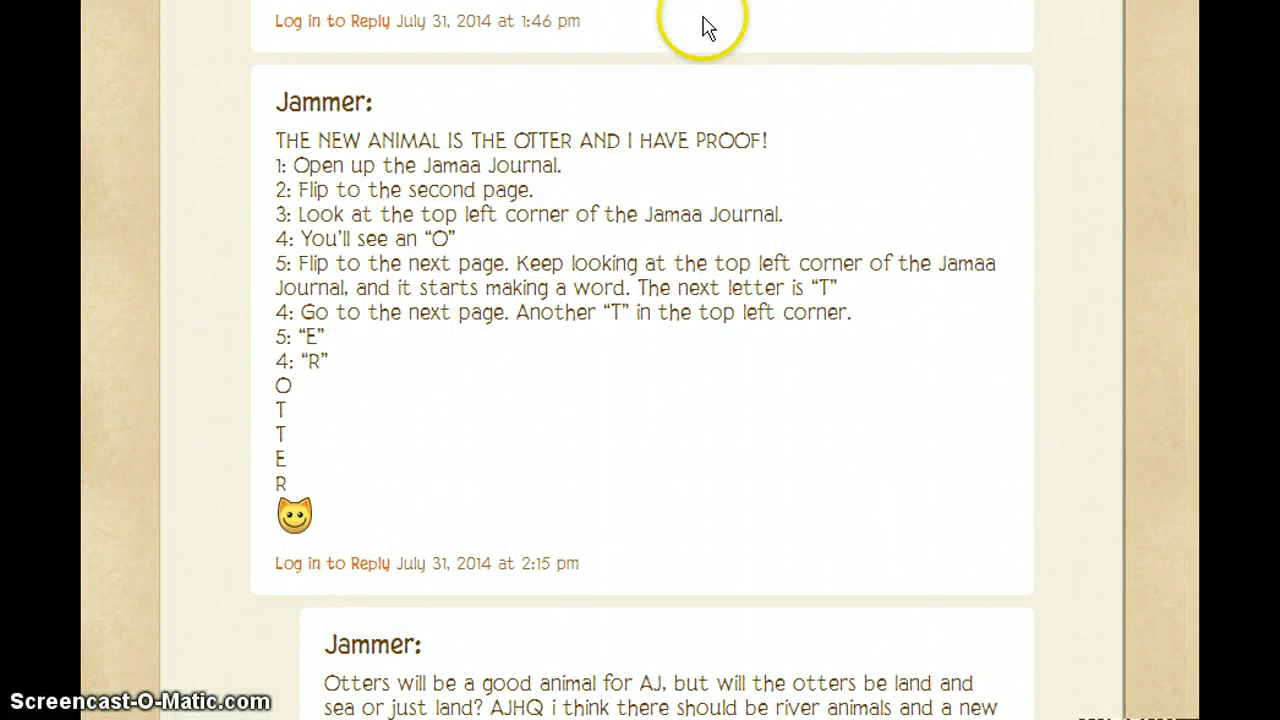 Log in to Reply July 31, 2014 at 1:46 pm
Jammer:
THE NEW ANIMAL IS THE OTTER AND I HAVE PROOF!
1: Open up the Jamaa Journal.
2: Flip to the second page.
3: Look at the top left corner of the Jamaa Journal.
4: You'll see an “O”
5: Flip to the next page. Keep looking at the top left corner of the Jamaa
Journal, and it starts making a word. The next letter is “T”
4: Go to the next page. Another “T” in the top left corner.
5: “E”
4: “R”
O
T
T
E
R
Log in to Reply July 31, 2014 at 2:15 pm
Jammer:
Otters will be a good animal for AJ, but will the otters be land and
sea or just land? AJHQ i think there should be river animals and a new
Screencast-O-Matic.com